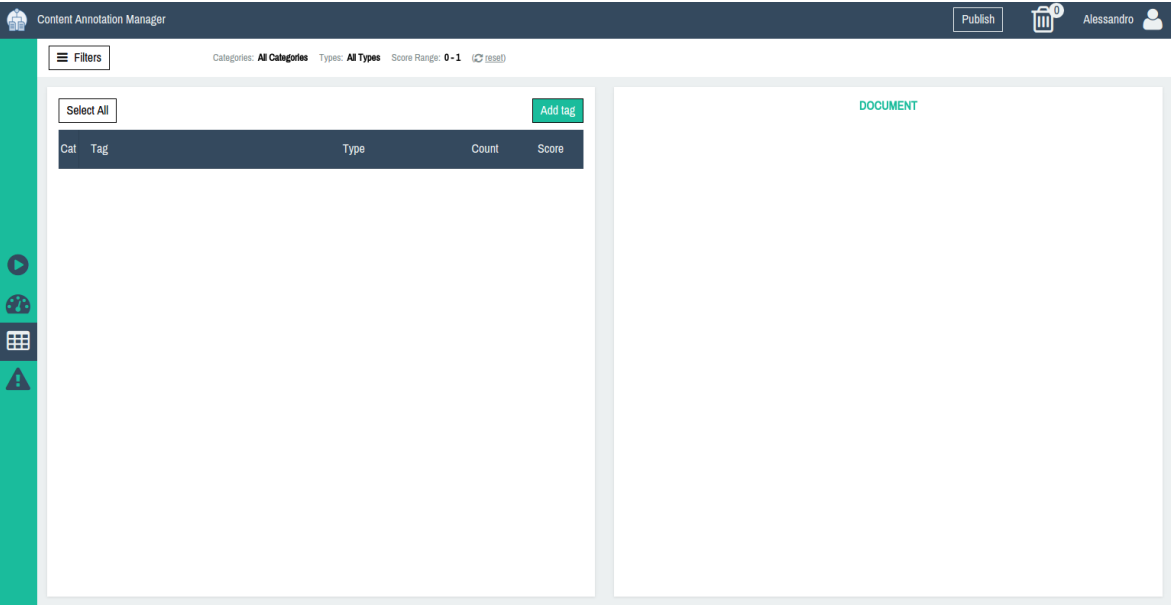 Content Annotation Manager Publish 0 Alessandro
Filters Categories: All Categories Types: All Types Score Range: 0 - 1 (reset)
Select All Add tag
Cat Tag Type Count Score
DOCUMENT